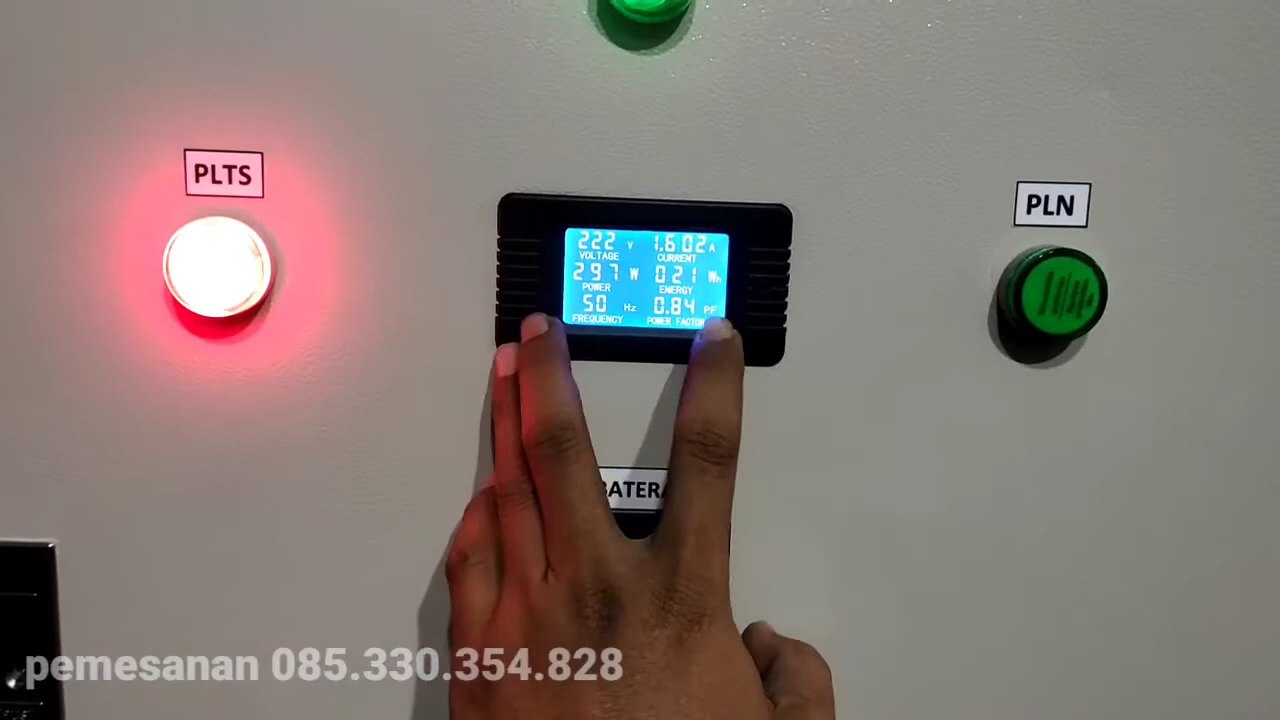 PLTS
PLN
222 V 1.602 A
VOLTAGE CURRENT
297 W 021 Wh
POWER ENERGY
50 Hz 0.84 PF
FREQUENCY POWER FACTOR
BATERA
pemesanan 085.330.354.828